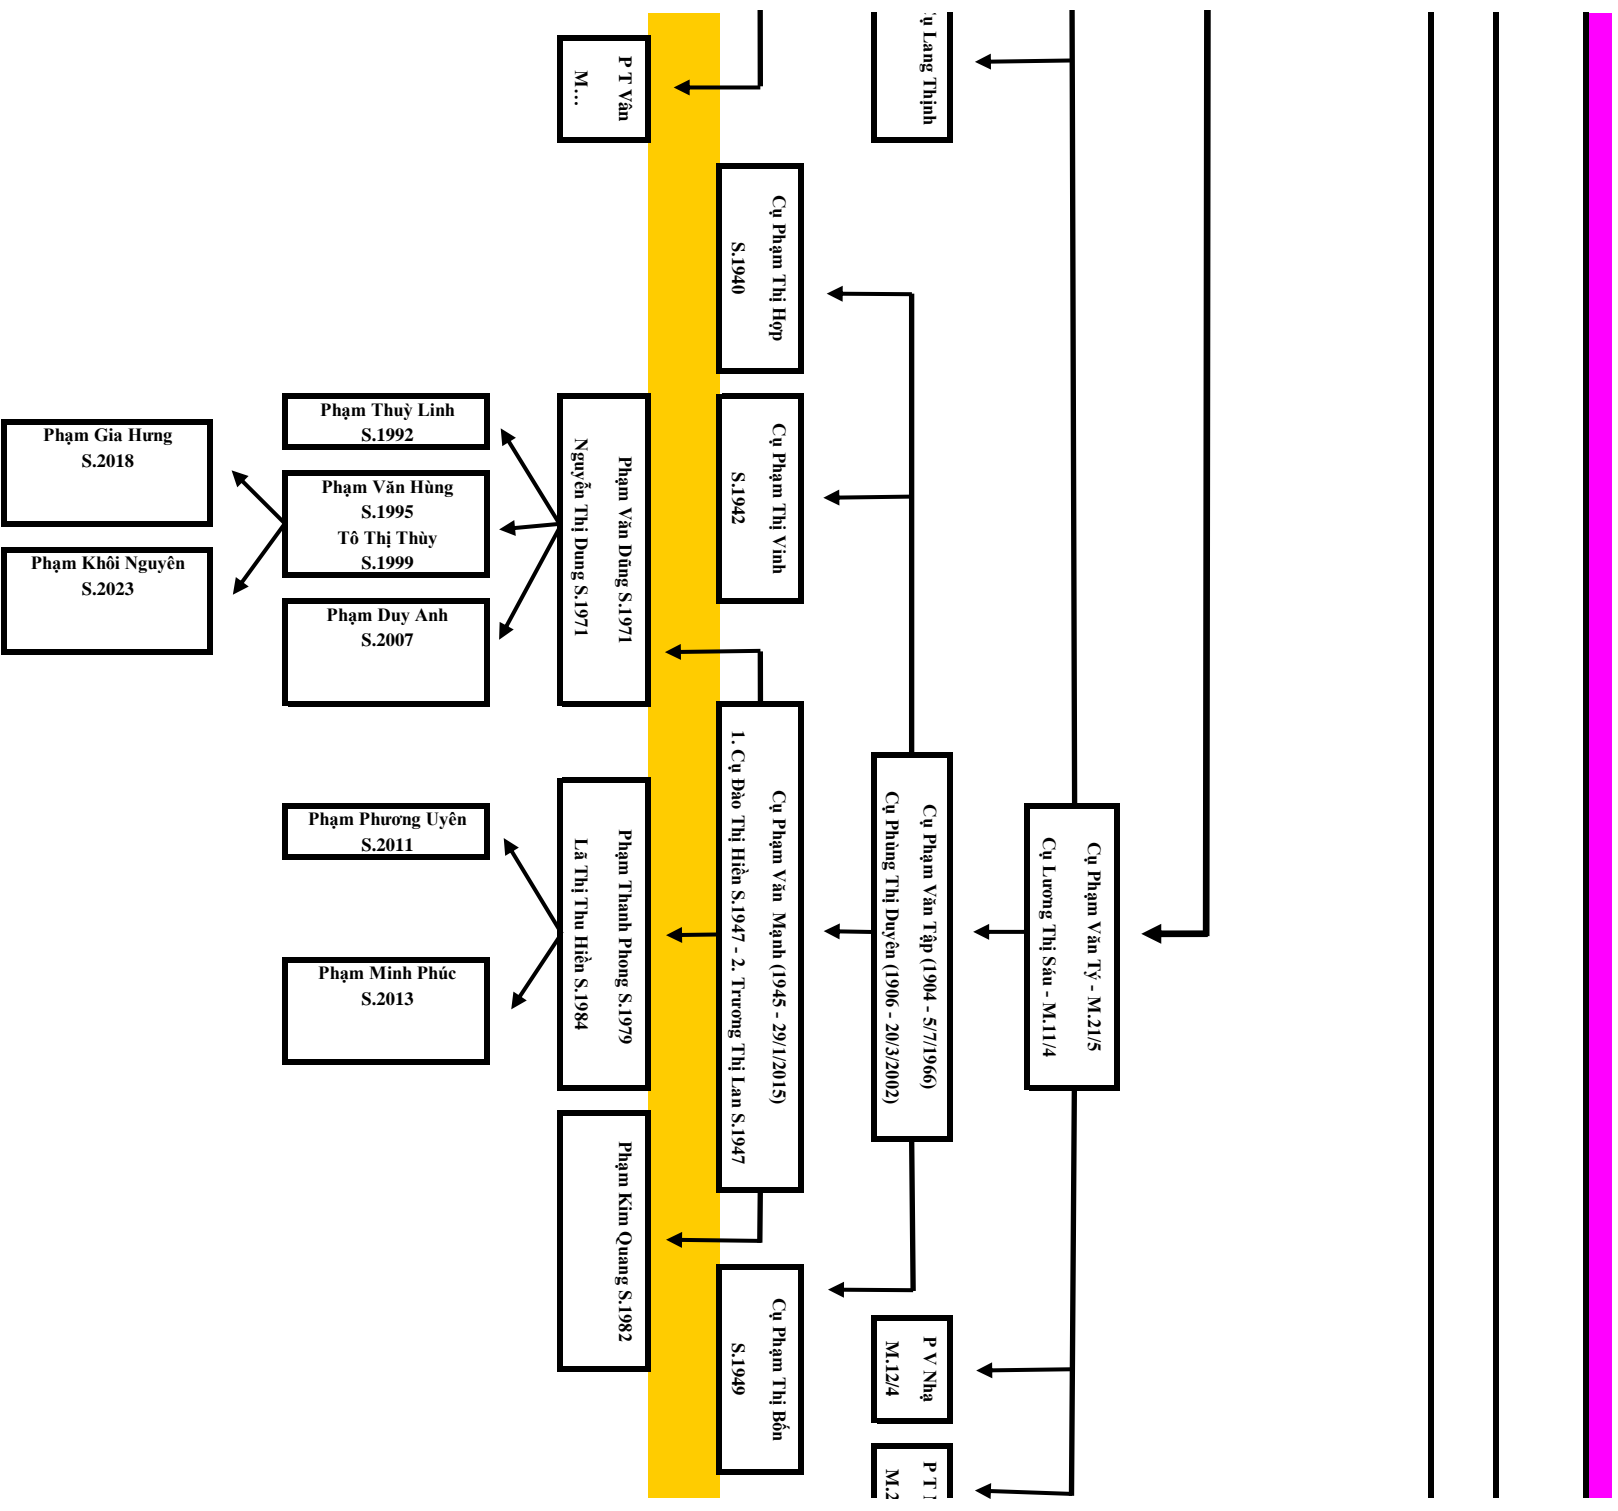 Cụ Phạm Văn Tý - M.21/5
Cụ Lương Thị Sáu - M.11/4
Lang Thịnh
Cụ Phạm Văn Tập (1904 - 5/7/1966)
Cụ Phùng Thị Duyên (1906 - 20/3/2002)
P V Nhạ
M.12/4
P T
M.2
Cụ Phạm Thị Hợp
S.1940
Cụ Phạm Thị Vinh
S.1942
Cụ Phạm Văn Mạnh (1945 - 29/1/2015)
1. Cụ Đào Thị Hiền S.1947 - 2. Trương Thị Lan S.1947
Cụ Phạm Thị Bốn
S.1949
P T Vân
M...
Phạm Văn Dũng S.1971
Nguyễn Thị Dung S.1971
Phạm Thanh Phong S.1979
Lã Thị Thu Hiền S.1984
Phạm Kim Quang S.1982
Phạm Thuỳ Linh
S.1992
Phạm Văn Hùng
S.1995
Tô Thị Thùy
S.1999
Phạm Duy Anh
S.2007
Phạm Phương Uyên
S.2011
Phạm Minh Phúc
S.2013
Phạm Gia Hưng
S.2018
Phạm Khôi Nguyên
S.2023